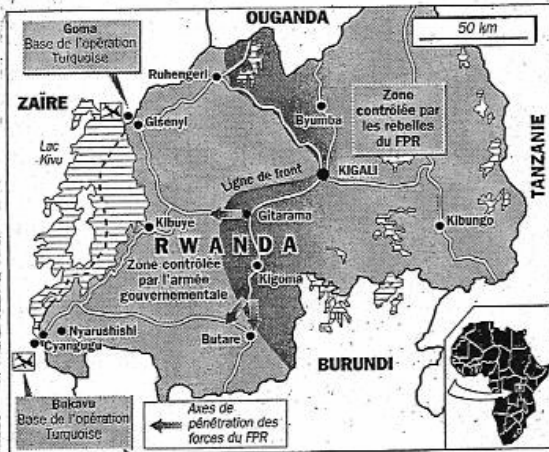 OUGANDA
50 km
Goma
Base de l'opération
Turquoise
Ruhengeri
ZAÏRE
Gisenyi
Byumba
Zone
contrôlée par
les rebelles
du FPR
TANZANIE
Lac
Kivu
Ligne de front
KIGALI
Kibuye
Gitarama
Kibungo
RWANDA
Zone contrôlée
par l'armée
gouvernementale
Kigoma
Nyarushishi
Cyangugu
Butare
BURUNDI
Bukavu
Base de l'opération
Turquoise
Axes de
pénétration des
forces du FPR